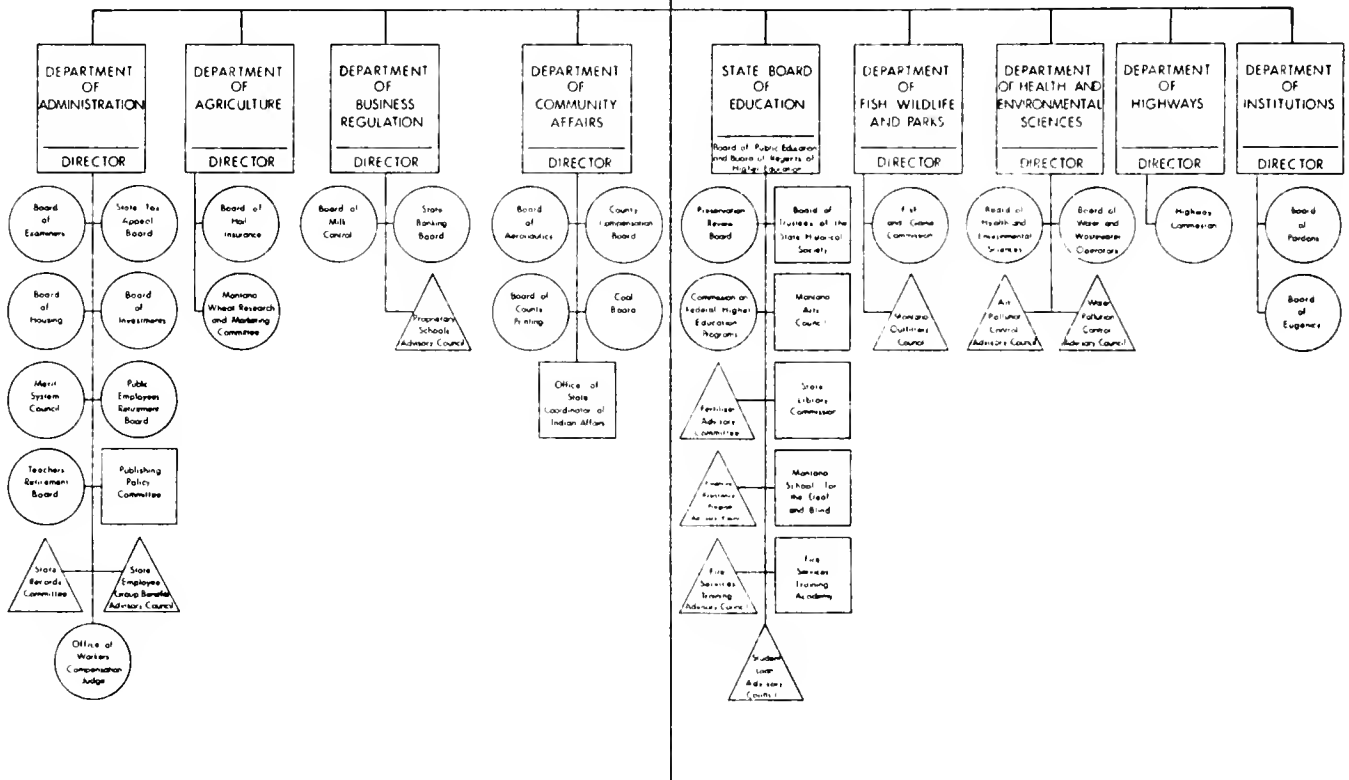 DEPARTMENT
OF
ADMINISTRATION
DIRECTOR
Board
of
Examiners
State Tax
Appeal
Board
Board
of
Housing
Board
of
Investments
Merit
System
Council
Public
Employees
Retirement
Board
Teachers
Retirement
Board
Publishing
Policy
Committee
State
Records
Committee
State
Employee
Group Benefits
Advisory Council
Office of
Workers
Compensation
Judge
DEPARTMENT
OF
AGRICULTURE
DIRECTOR
Board of
Hail
Insurance
Montana
Wheat Research
and Marketing
Committee
DEPARTMENT
OF
BUSINESS
REGULATION
DIRECTOR
Board of
Milk
Control
State
Banking
Board
Proprietary
Schools
Advisory Council
DEPARTMENT
OF
COMMUNITY
AFFAIRS
DIRECTOR
Board
of
Aeronautics
County
Compensation
Board
Board of
County
Printing
Coal
Board
Office of
State
Coordinator of
Indian Affairs
STATE BOARD
OF
EDUCATION
Board of Public Education
and Board of Regents of
Higher Education
Preservation
Review
Board
Board of
Trustees of the
State Historical
Society
Commission on
Federal Higher
Education
Programs
Montana
Arts
Council
Fertilizer
Advisory
Committee
State
Library
Commission
Advisory
Montana
School for
the Deaf
and Blind
Fire
Services
Training
Advisory Council
Fire
Services
Training
Academy
Student
Loan
Advisory
Council
DEPARTMENT
OF
FISH WILDLIFE
AND PARKS
DIRECTOR
Fish
and Game
Commission
Montana
Outfitters
Council
DEPARTMENT
OF HEALTH AND
ENVIRONMENTAL
SCIENCES
DIRECTOR
Board of
Health and
Environmental
Sciences
Board of
Water and
Wastewater
Operators
Air
Pollution
Control
Advisory Council
Water
Pollution
Control
Advisory Council
DEPARTMENT
OF
HIGHWAYS
DIRECTOR
Highway
Commission
DEPARTMENT
OF
INSTITUTIONS
DIRECTOR
Board
of
Pardons
Board
of
Eugenics